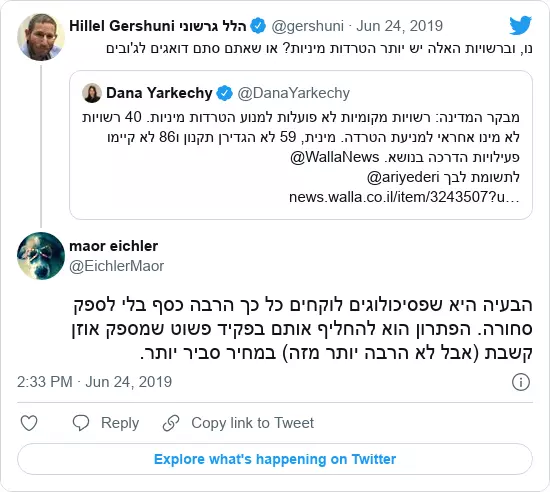 Hillel Gershuni הלל גרשוני @gershuni · Jun 24, 2019
נו, וברשויות האלה יש יותר הטרדות מיניות? או שאתם סתם דואגים לג'ובים
Dana Yarkechy @DanaYarkechy · Jun 24, 2019
מבקר המדינה: רשויות מקומיות לא פועלות למנוע הטרדות מיניות. 40 רשויות
לא מינו אחראי למניעת הטרדה. מינית, 59 לא הגדירן תקנון ו86 לא קיימו
פעילויות הדרכה בנושא. @WallaNews
לתשומת לבך @ariyederi
news.walla.co.il/item/3243507?u…
maor eichler
@EichlerMaor
הבעיה היא שפסיכולוגים לוקחים כל כך הרבה כסף בלי לספק
סחורה. הפתרון הוא להחליף אותם בפקיד פשוט שמספק אוזן
קשבת (אבל לא הרבה יותר מזה) במחיר סביר יותר.
2:33 PM · Jun 24, 2019
Reply
Copy link to Tweet
Explore what's happening on Twitter